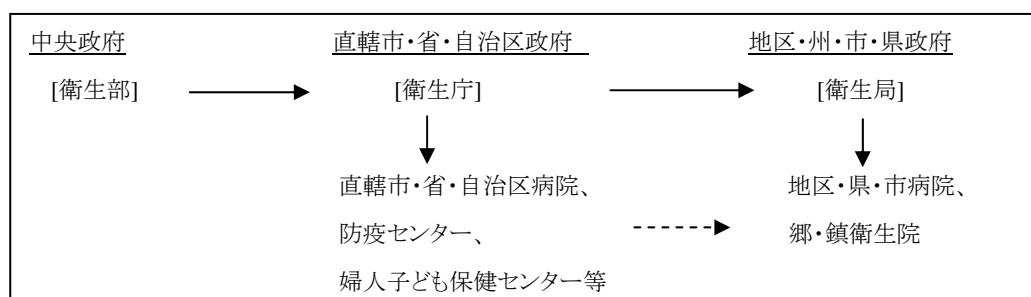 中央政府 直轄市・省・自治区政府 地区・州・市・県政府
[衛生部] [衛生庁] [衛生局]
直轄市・省・自治区病院、 地区・県・市病院、
防疫センター、 郷・鎮衛生院
婦人子ども保健センター等